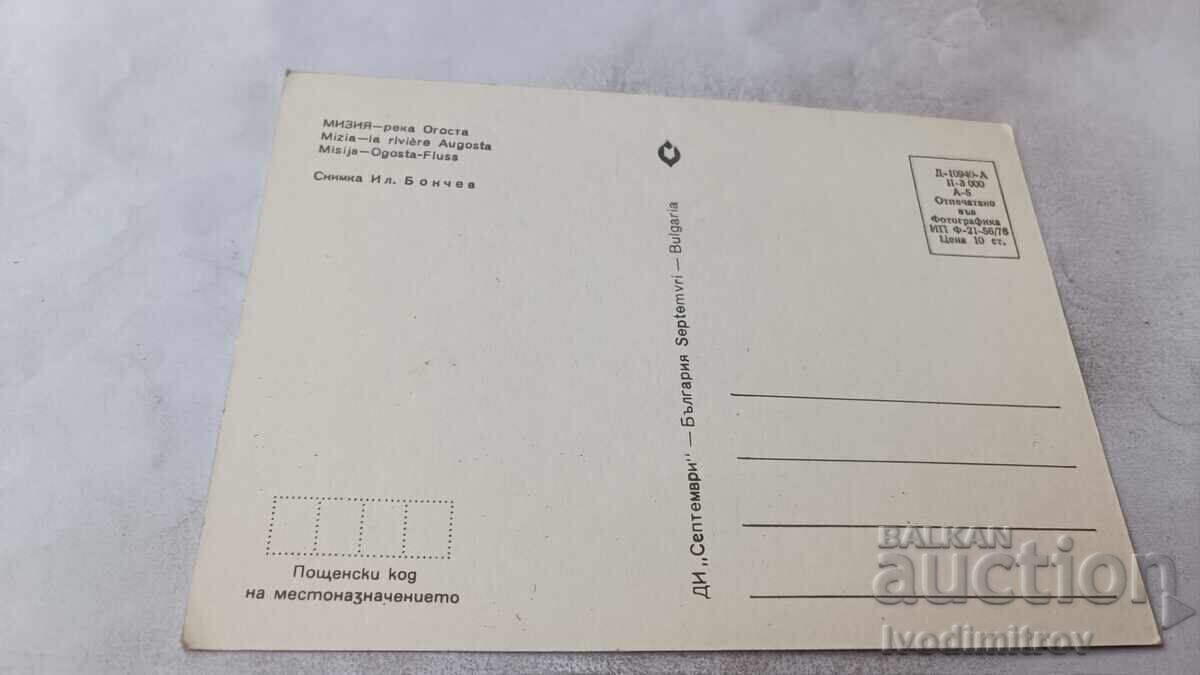 МИЗИЯ—река Огоста
Mizia—la rivière Augosta
Misija—Ogosta-Fluss
Снимка Ил. Бончев
Д-10940-А
II-3 000
А-5
Отпечатано
във
Фотографика
ИП Ф-21-56/76
Цена 10 ст.
ДИ „Септември" — България Septemvri — Bulgaria
Пощенски код
на местоназначението
BALKAN
auction
Ivodimitrov